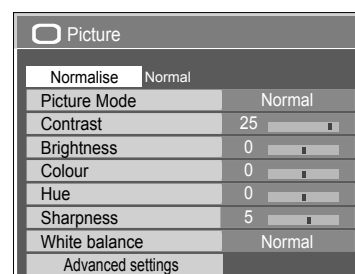 Picture
Normalise Normal
Picture Mode Normal
Contrast 25
Brightness 0
Colour 0
Hue 0
Sharpness 5
White balance Normal
Advanced settings